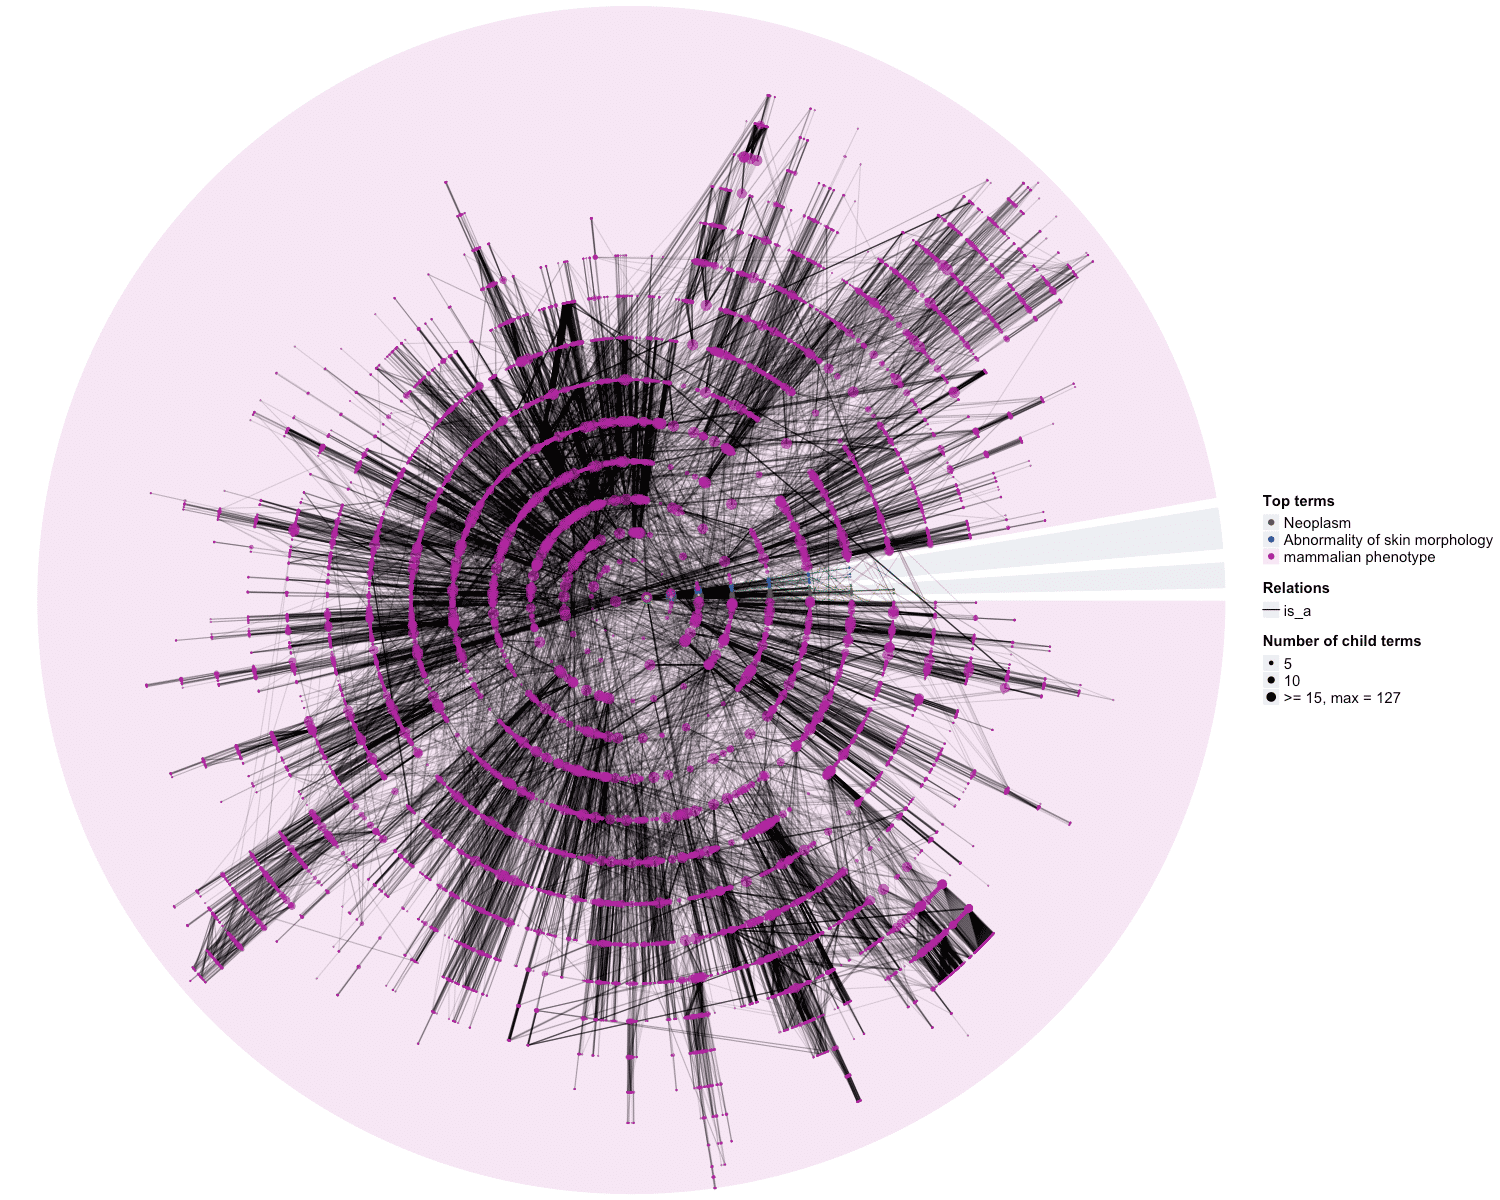 Top terms
Neoplasm
Abnormality of skin morphology
mammalian phenotype
Relations
is_a
Number of child terms
5
10
>= 15, max = 127